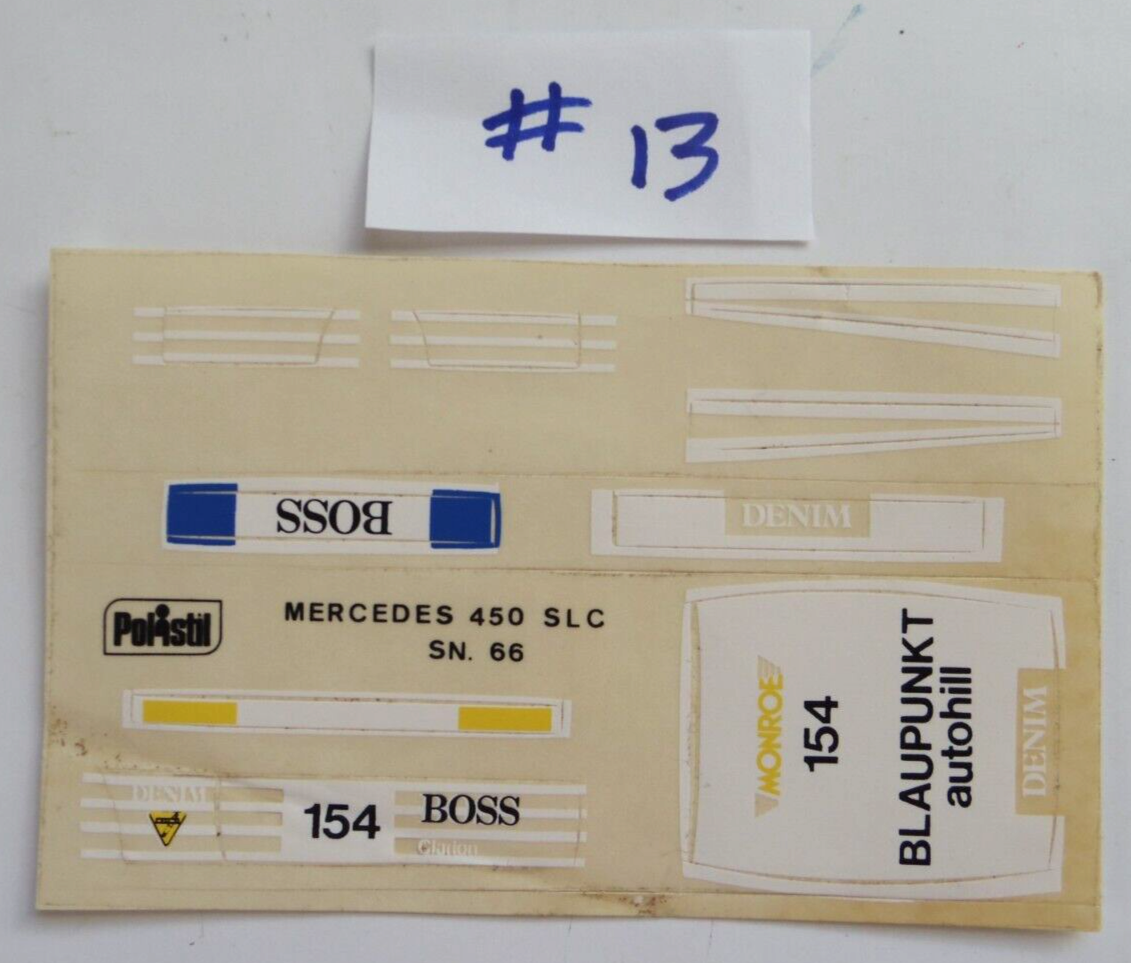 # 13
BOSS
DENIM
Polistil
MERCEDES 450 SLC
SN. 66
MONROE
154
BLAUPUNKT
autohill
DENIM
DENIM
154
BOSS